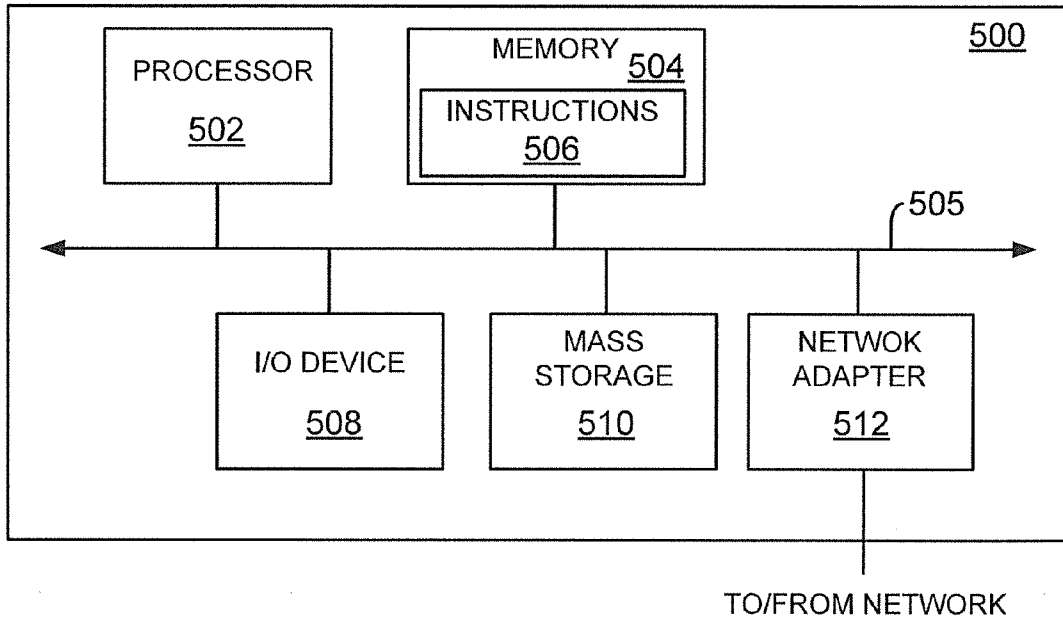 500
PROCESSOR
502
MEMORY
504
INSTRUCTIONS
506
505
I/O DEVICE
508
MASS
STORAGE
510
NETWOK
ADAPTER
512
TO/FROM NETWORK